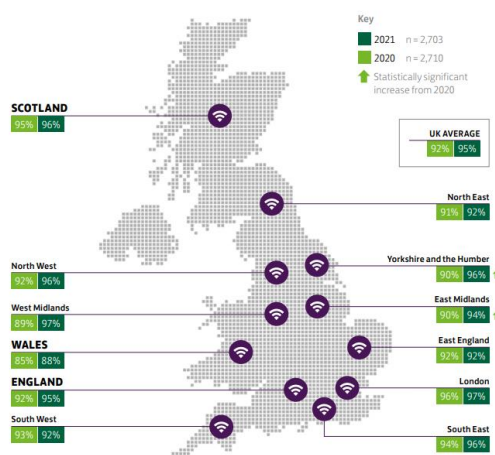 Key
2021 n = 2,703
2020 n = 2,710
Statistically significant
increase from 2020
SCOTLAND
95% 96%
UK AVERAGE
92% 95%
North East
91% 92%
North West
92% 96%
Yorkshire and the Humber
90% 96%
West Midlands
89% 97%
East Midlands
90% 94%
WALES
85% 88%
East England
92% 92%
ENGLAND
92% 95%
London
96% 97%
South West
93% 92%
South East
94% 96%